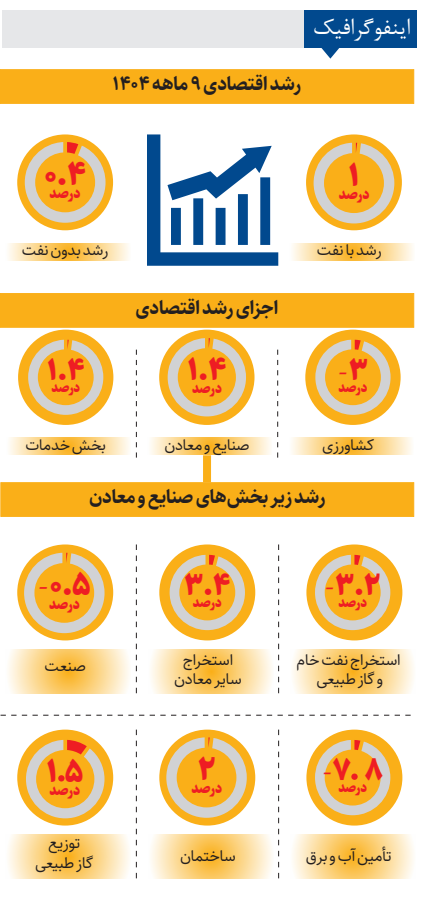 اینفوگرافیک
رشد اقتصادی ۹ ماهه ۱۴۰۴
۱
درصد
رشد با نفت
۰.۴
درصد
رشد بدون نفت
اجزای رشد اقتصادی
۳-
درصد
کشاورزی
۱.۴
درصد
صنایع و معادن
۱.۴
درصد
بخش خدمات
رشد زیر بخش‌های صنایع و معادن
۳.۲-
درصد
استخراج نفت خام
و گاز طبیعی
۳.۴
درصد
استخراج
سایر معادن
۰.۵-
درصد
صنعت
۷.۸-
درصد
تأمین آب و برق
۲
درصد
ساختمان
۱.۵
درصد
توزیع
گاز طبیعی